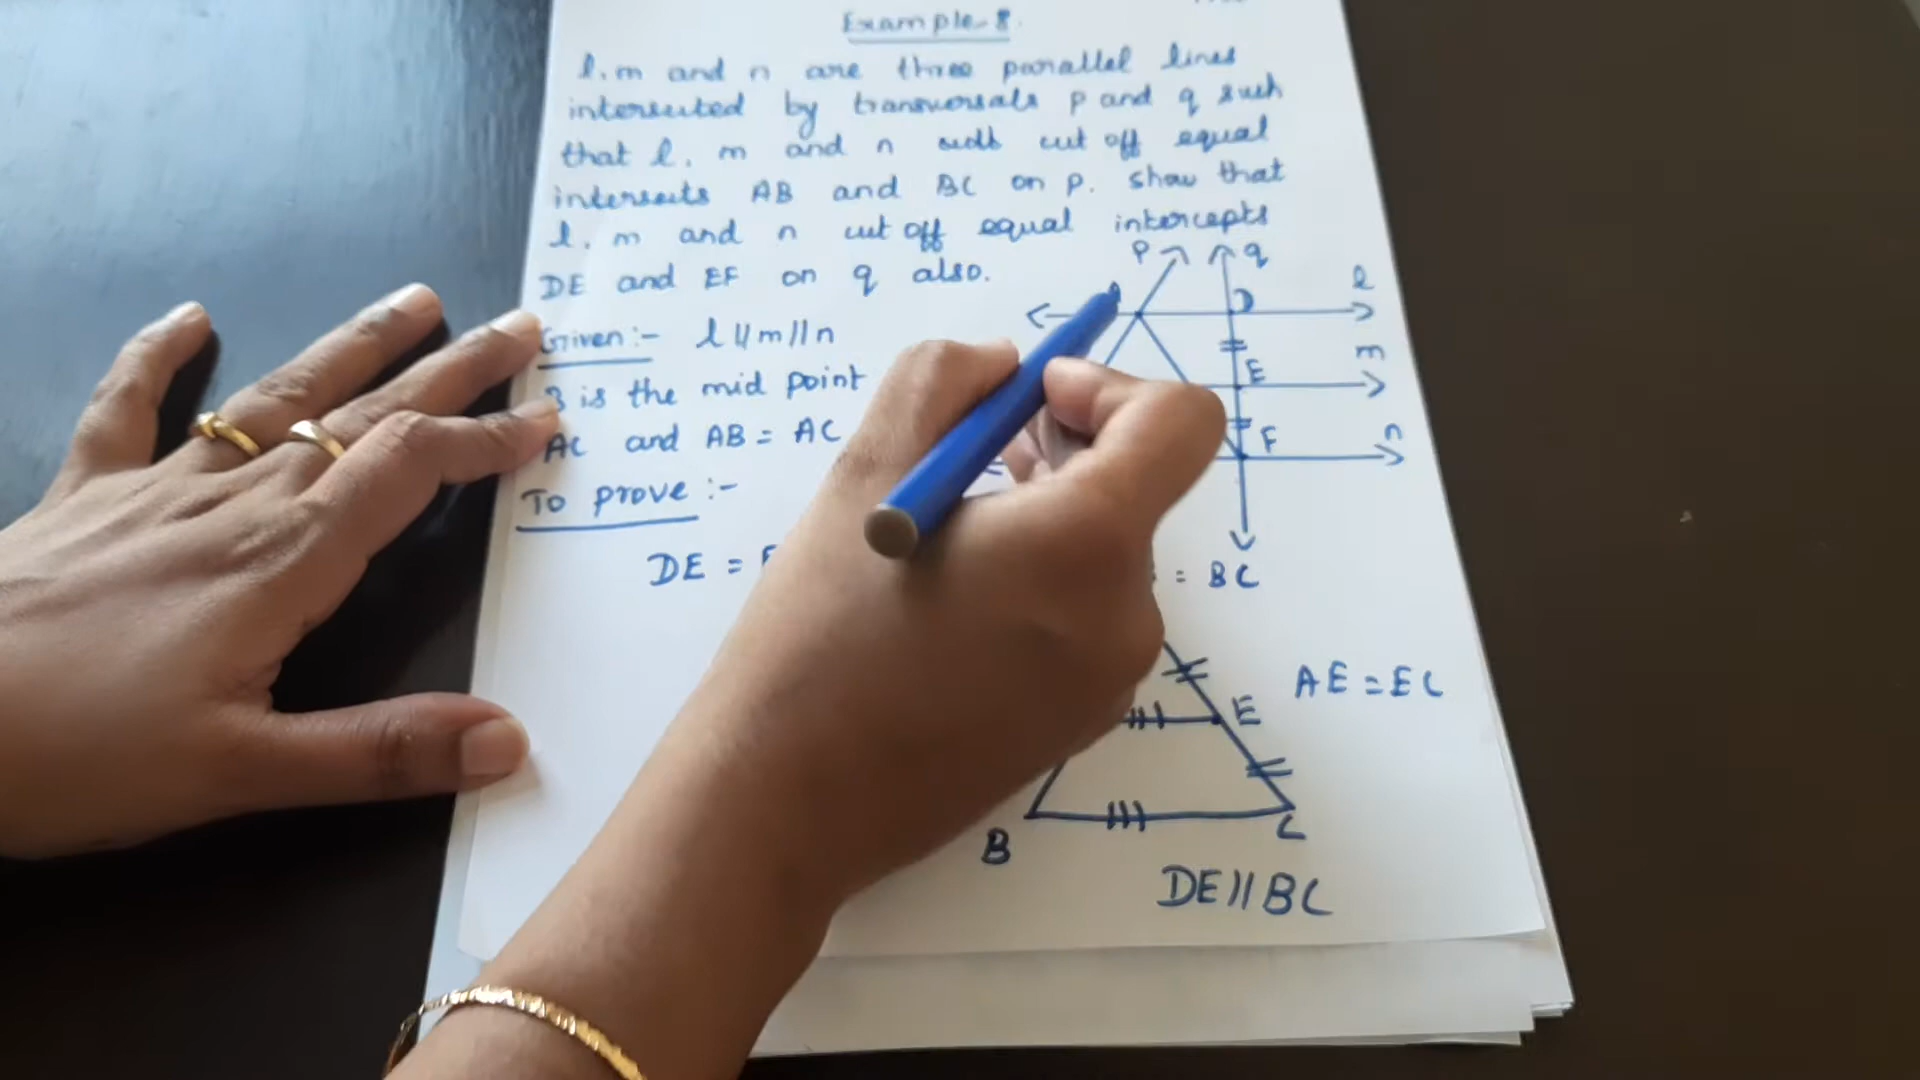 Example-8.
l, m and n are three parallel lines
intersected by transversals p and q such
that l, m and n cut off equal
intersects AB and BC on p. show that
l, m and n cut off equal intercepts
DE and EF on q also.
P q
l
D
Given:- l ll m // n
m
E
B is the mid point
AC and AB = AC
n
F
To prove :-
DE =
= BC
AE = EC
E
B
C
DE // BC